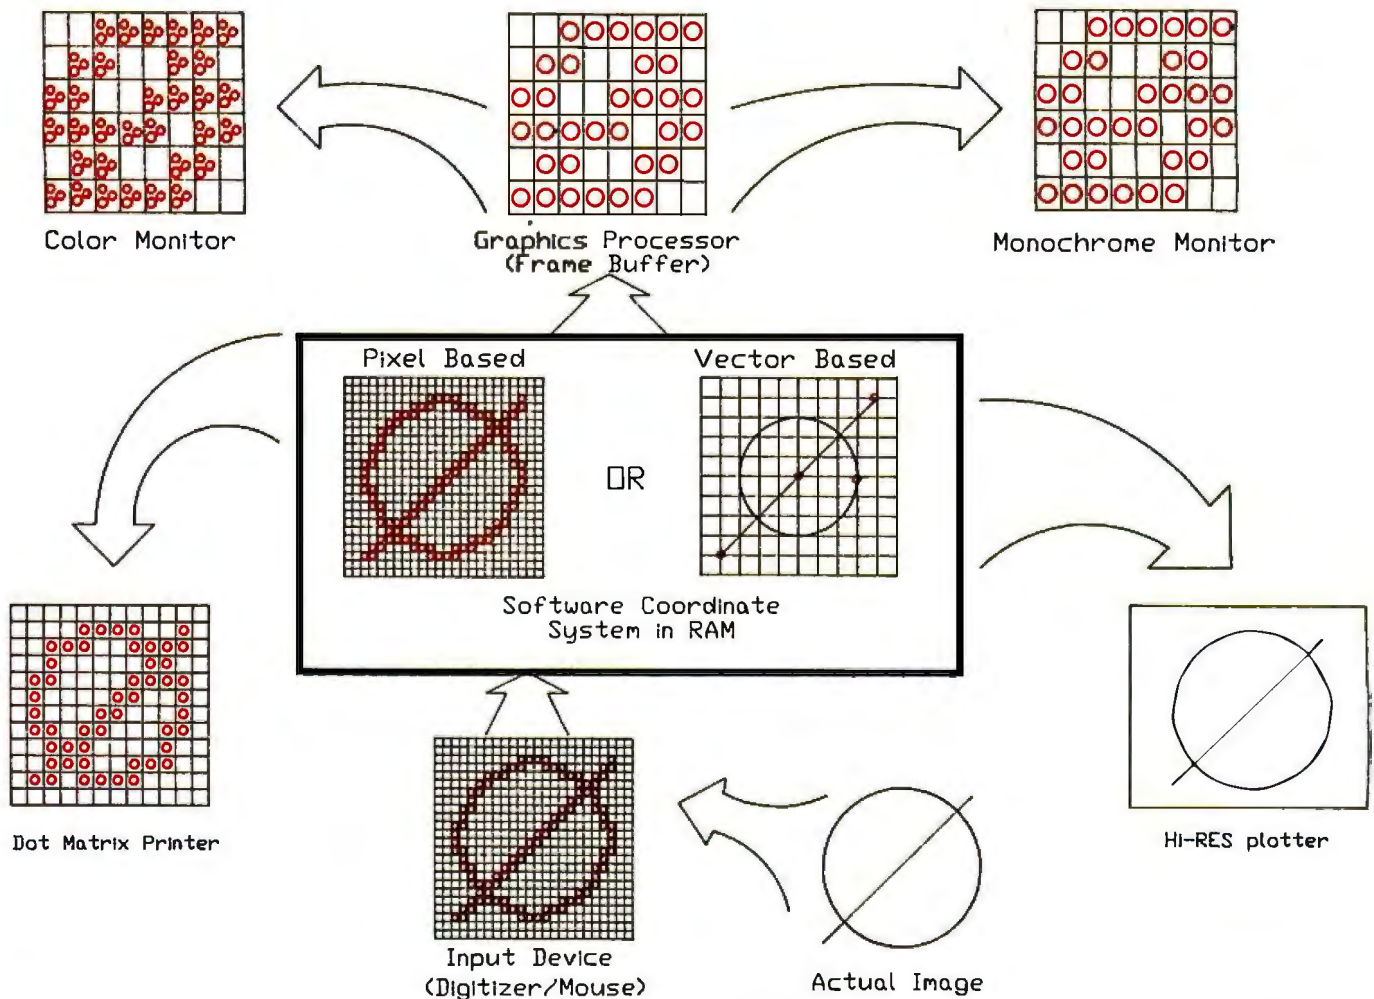 Color Monitor
Graphics Processor
(Frame Buffer)
Monochrome Monitor
Pixel Based
Vector Based
OR
Software Coordinate
System in RAM
Dot Matrix Printer
Hi-RES plotter
Input Device
(Digitizer/Mouse)
Actual Image